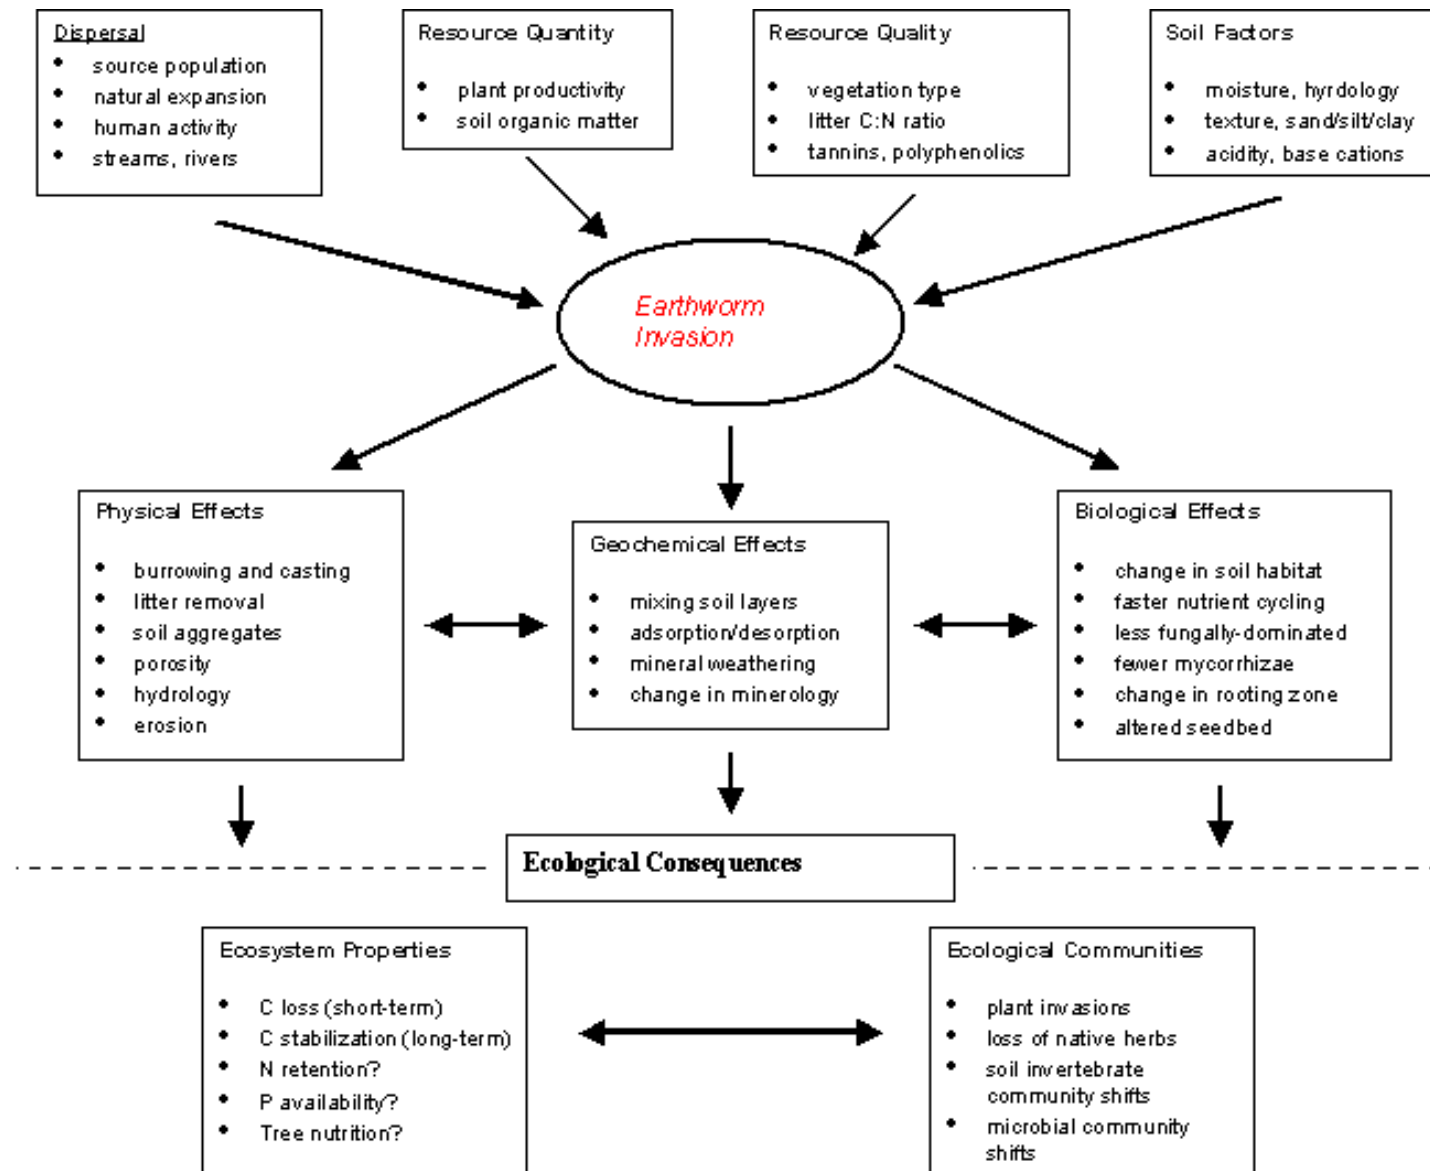 Dispersal
• source population
• natural expansion
• human activity
• streams, rivers
Resource Quantity
• plant productivity
• soil organic matter
Resource Quality
• vegetation type
• litter C:N ratio
• tannins, polyphenolics
Soil Factors
• moisture, hyrdology
• texture, sand/silt/clay
• acidity, base cations
Earthworm
Invasion
Physical Effects
• burrowing and casting
• litter removal
• soil aggregates
• porosity
• hydrology
• erosion
Geochemical Effects
• mixing soil layers
• adsorption/desorption
• mineral weathering
• change in minerology
Biological Effects
• change in soil habitat
• faster nutrient cycling
• less fungally-dominated
• fewer mycorrhizae
• change in rooting zone
• altered seedbed
Ecological Consequences
Ecosystem Properties
• C loss (short-term)
• C stabilization (long-term)
• N retention?
• P availability?
• Tree nutrition?
Ecological Communities
• plant invasions
• loss of native herbs
• soil invertebrate
community shifts
• microbial community
shifts